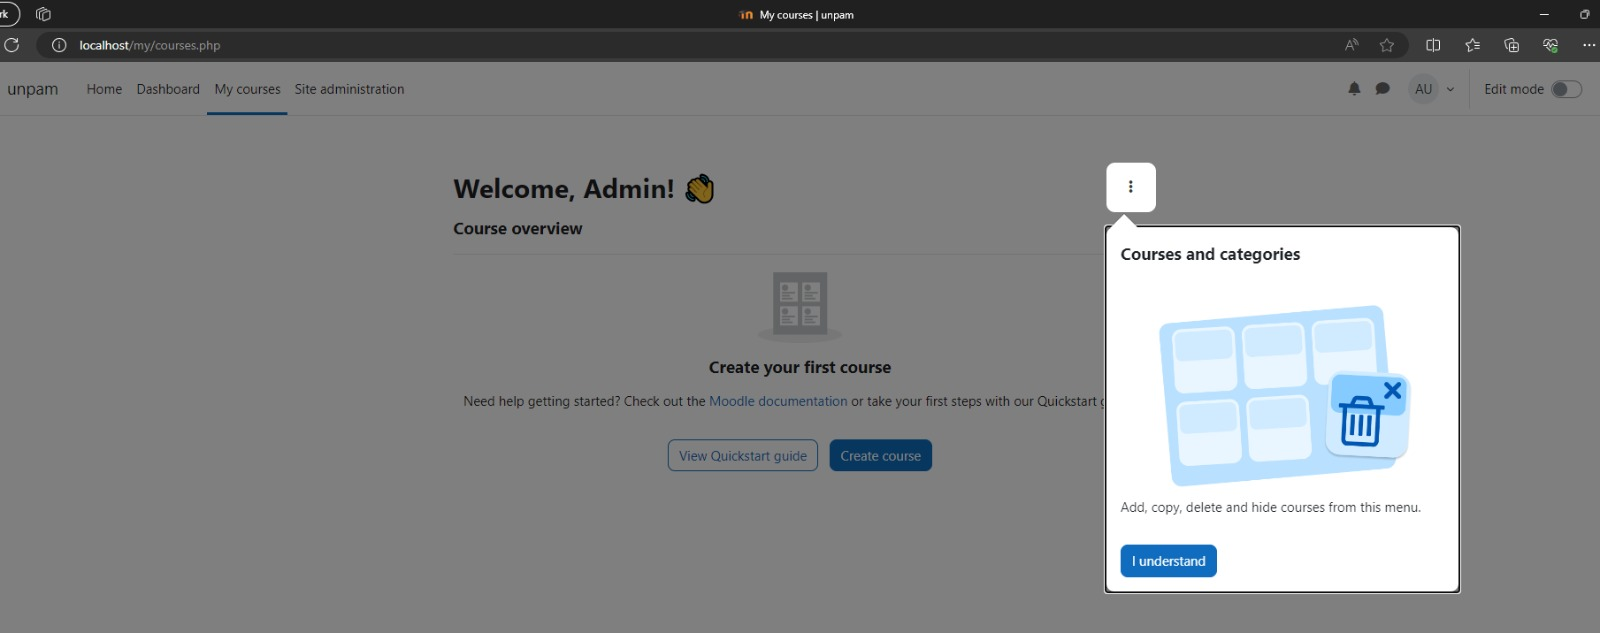 rk
My courses | unpam
localhost/my/courses.php
unpam Home Dashboard My courses Site administration AU Edit mode
Welcome, Admin! 👋
Course overview
Create your first course
Need help getting started? Check out the Moodle documentation or take your first steps with our Quickstart g
View Quickstart guide Create course
Courses and categories
Add, copy, delete and hide courses from this menu.
I understand